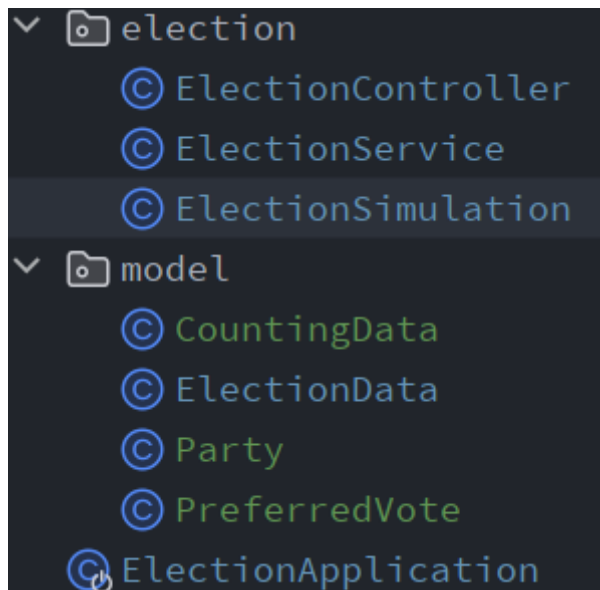 election
ElectionController
ElectionService
ElectionSimulation
model
CountingData
ElectionData
Party
PreferredVote
ElectionApplication